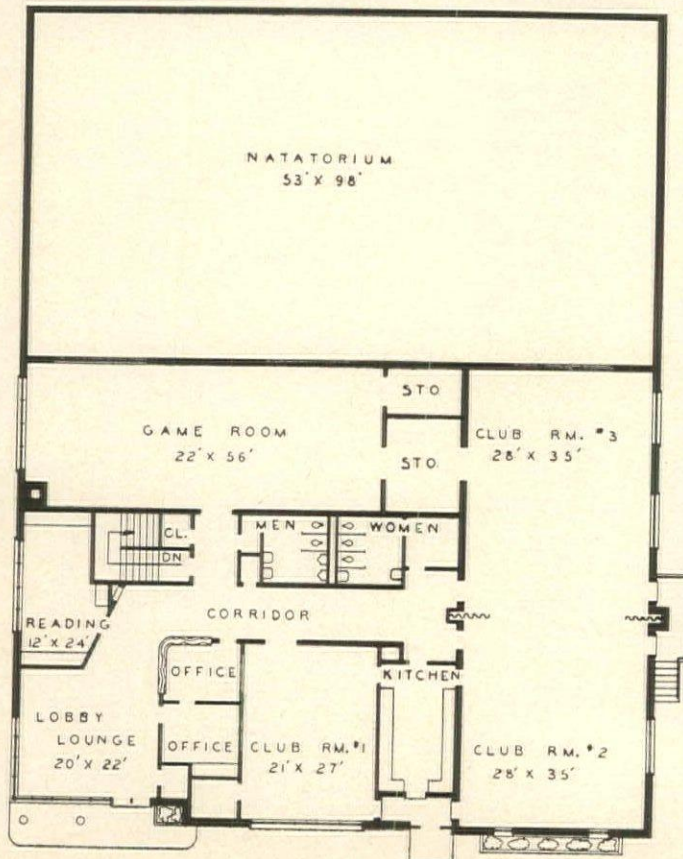 NATATORIUM
53' X 98'
STO
GAME ROOM
22' X 56'
CLUB RM. #3
28' X 35'
STO.
MEN
WOMEN
CL.
DN
CORRIDOR
READING
12' X 24'
OFFICE
KITCHEN
LOBBY
LOUNGE
20' X 22'
OFFICE
CLUB RM. #1
21' X 27'
CLUB RM. #2
28' X 35'